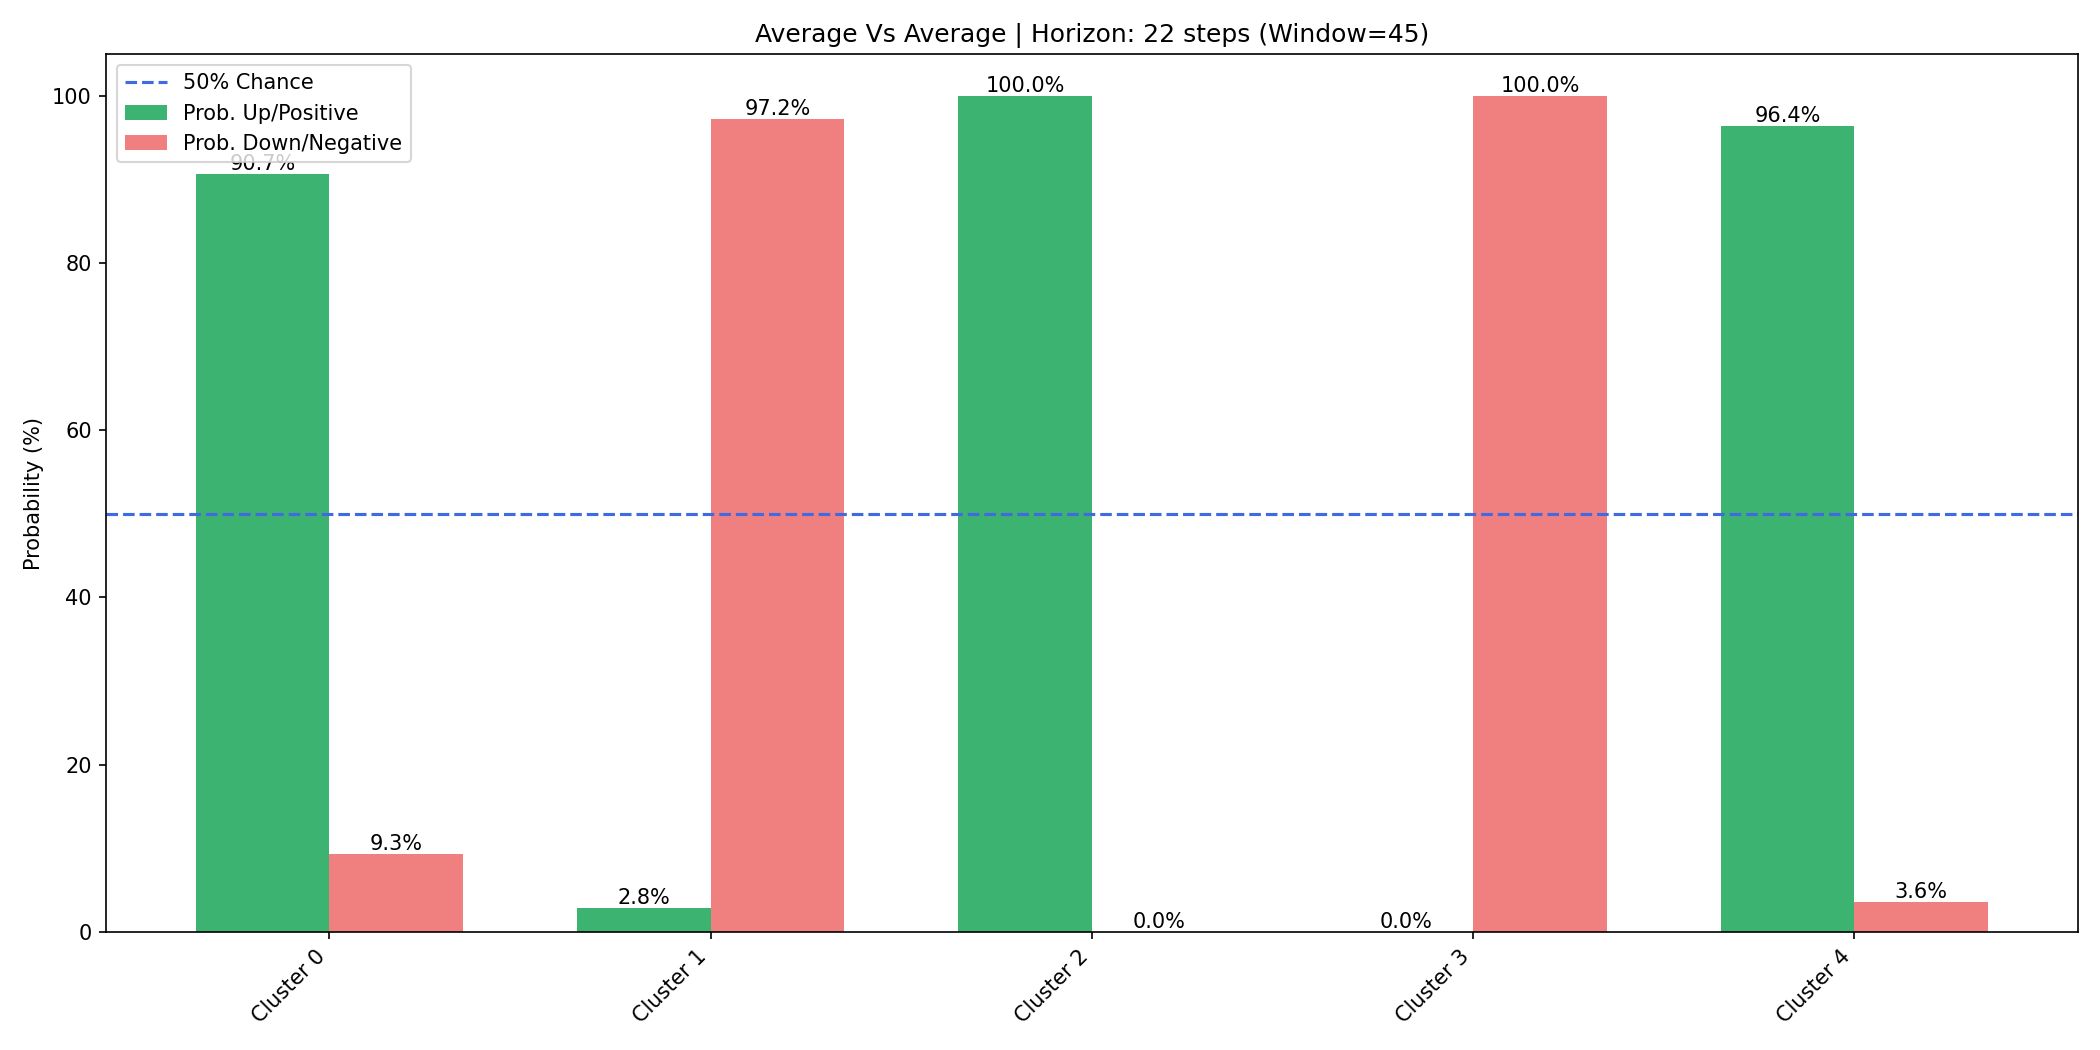 Average Vs Average | Horizon: 22 steps (Window=45)
50% Chance
Prob. Up/Positive
Prob. Down/Negative
Probability (%)
100
80
60
40
20
0
90.7%
9.3%
2.8%
97.2%
100.0%
0.0%
0.0%
100.0%
96.4%
3.6%
Cluster 0
Cluster 1
Cluster 2
Cluster 3
Cluster 4